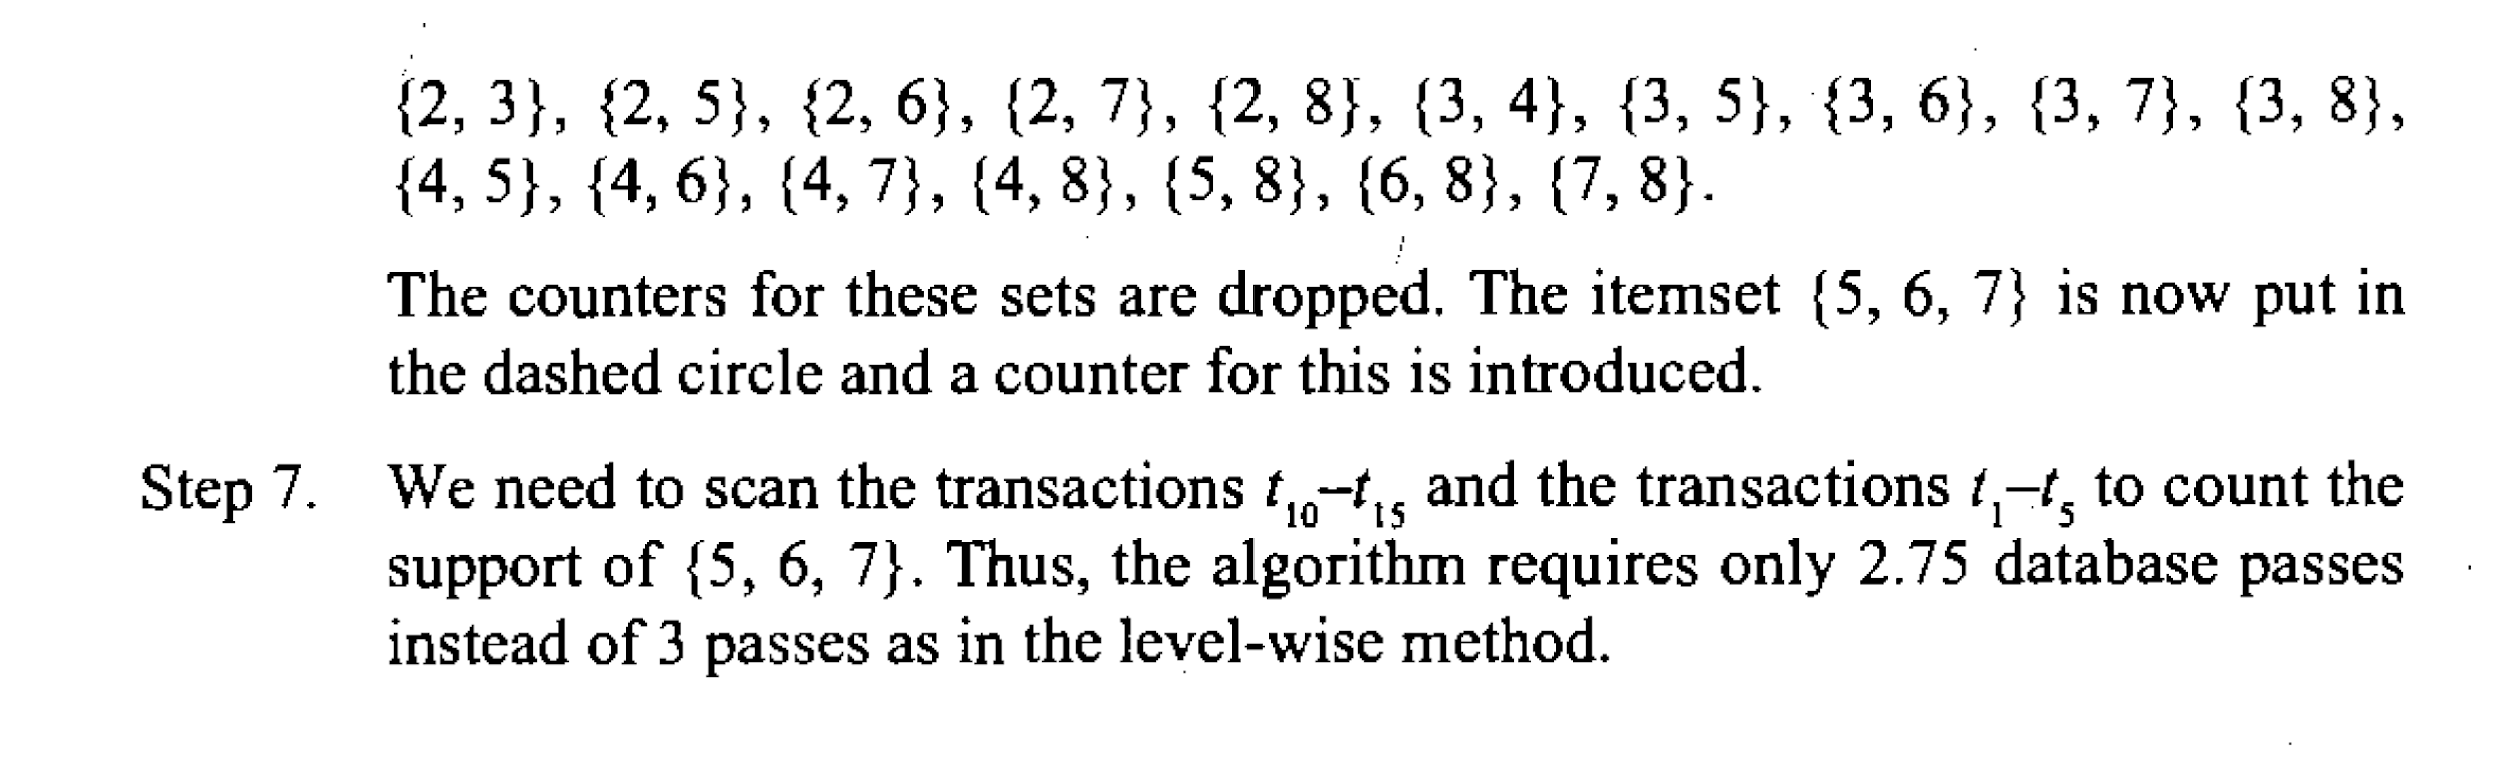 {2, 3}, {2, 5}, {2, 6}, {2, 7}, {2, 8}, {3, 4}, {3, 5}, {3, 6}, {3, 7}, {3, 8},
{4, 5}, {4, 6}, {4, 7}, {4, 8}, {5, 8}, {6, 8}, {7, 8}.
The counters for these sets are dropped. The itemset {5, 6, 7} is now put in
the dashed circle and a counter for this is introduced.
Step 7. We need to scan the transactions t₁₀–t₁₅ and the transactions t₁–t₅ to count the
support of {5, 6, 7}. Thus, the algorithm requires only 2.75 database passes
instead of 3 passes as in the level-wise method.